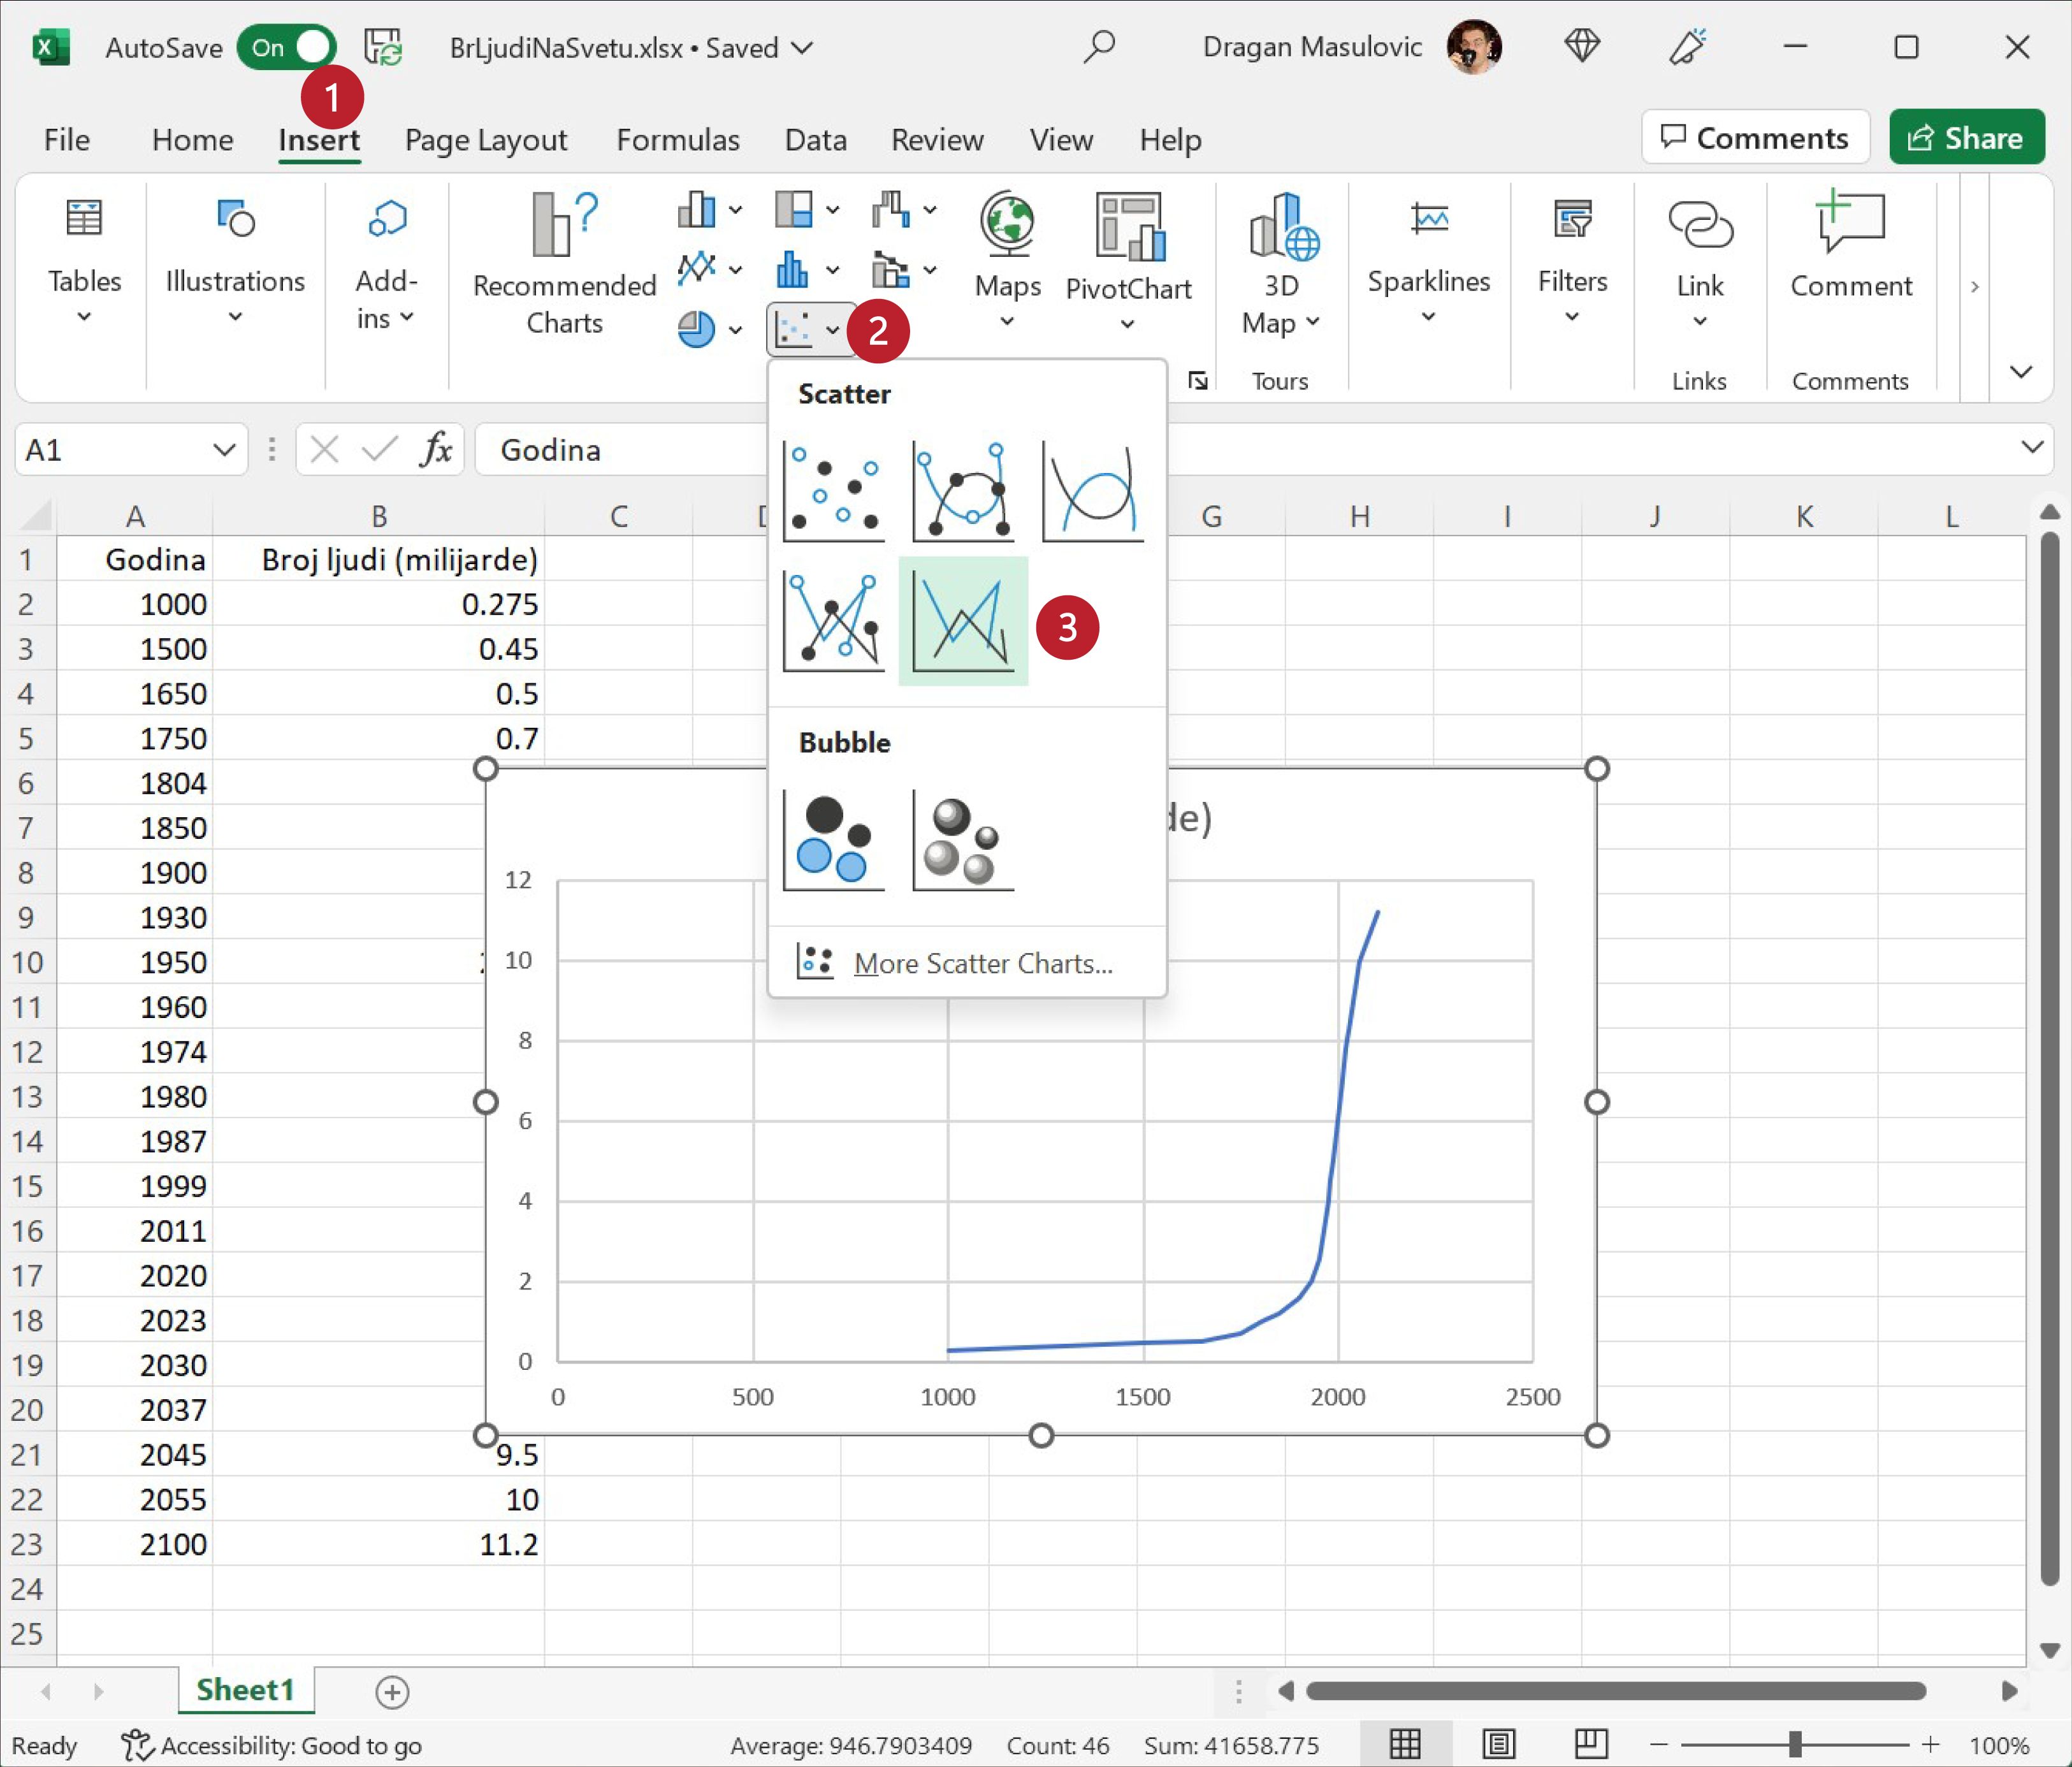 AutoSave On BrLjudiNaSvetu.xlsx • Saved Dragan Masulovic
1
File Home Insert Page Layout Formulas Data Review View Help Comments Share
Tables Illustrations Add-ins Recommended Charts Maps PivotChart 3D Map Sparklines Filters Link Comment
2
Tours Links Comments
A1 fx Godina
Scatter
3
Bubble
More Scatter Charts...
A B C G H I J K L
1 Godina Broj ljudi (milijarde)
2 1000 0.275
3 1500 0.45
4 1650 0.5
5 1750 0.7
6 1804
7 1850
8 1900
9 1930
10 1950
11 1960
12 1974
13 1980
14 1987
15 1999
16 2011
17 2020
18 2023
19 2030
20 2037
21 2045 9.5
22 2055 10
23 2100 11.2
24
25
de)
12
10
8
6
4
2
0
0 500 1000 1500 2000 2500
Sheet1
Ready Accessibility: Good to go Average: 946.7903409 Count: 46 Sum: 41658.775 100%